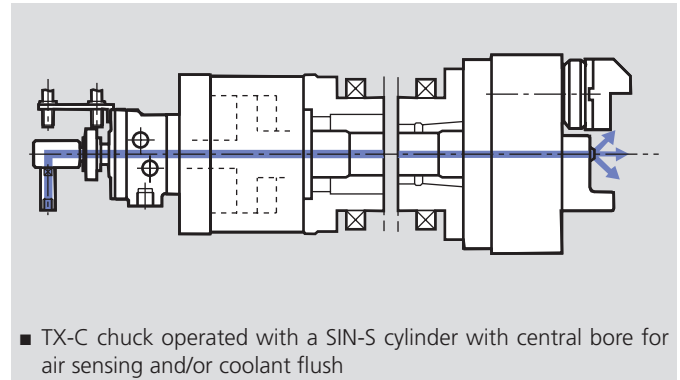 ■ TX-C chuck operated with a SIN-S cylinder with central bore for
air sensing and/or coolant flush